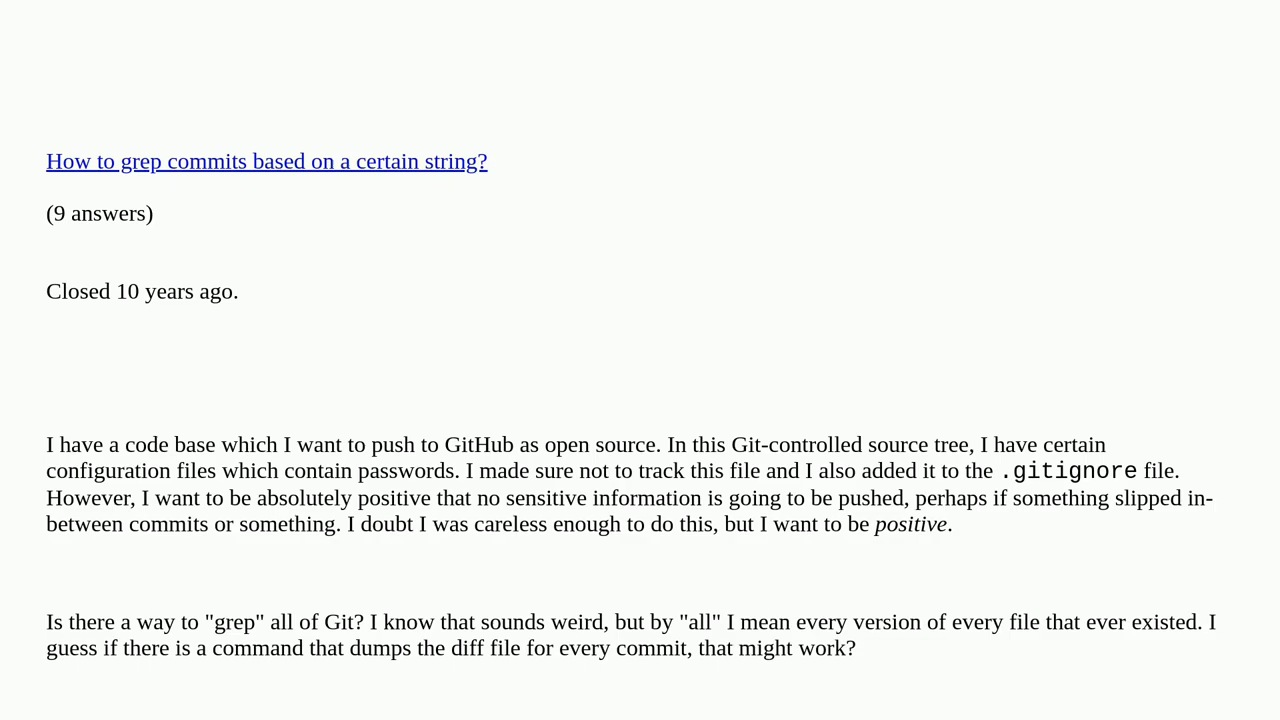 How to grep commits based on a certain string?
(9 answers)
Closed 10 years ago.
I have a code base which I want to push to GitHub as open source. In this Git-controlled source tree, I have certain
configuration files which contain passwords. I made sure not to track this file and I also added it to the .gitignore file.
However, I want to be absolutely positive that no sensitive information is going to be pushed, perhaps if something slipped in-
between commits or something. I doubt I was careless enough to do this, but I want to be positive.
Is there a way to "grep" all of Git? I know that sounds weird, but by "all" I mean every version of every file that ever existed. I
guess if there is a command that dumps the diff file for every commit, that might work?